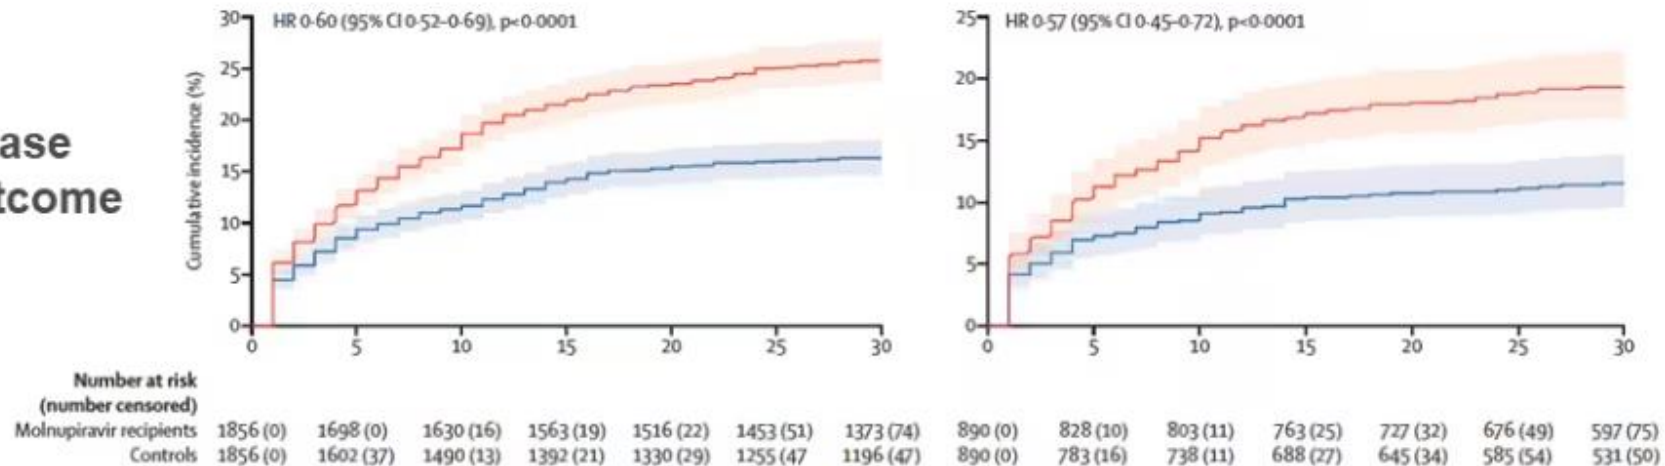 ase
tcome
HR 0·60 (95% CI 0·52–0·69), p<0·0001
Cumulative incidence (%)
30
25
20
15
10
5
0
0 5 10 15 20 25 30
HR 0·57 (95% CI 0·45–0·72), p<0·0001
25
20
15
10
5
0
0 5 10 15 20 25 30
Number at risk
(number censored)
Molnupiravir recipients 1856 (0) 1698 (0) 1630 (16) 1563 (19) 1516 (22) 1453 (51) 1373 (74) 890 (0) 828 (10) 803 (11) 763 (25) 727 (32) 676 (49) 597 (75)
Controls 1856 (0) 1602 (37) 1490 (13) 1392 (21) 1330 (29) 1255 (47 1196 (47) 890 (0) 783 (16) 738 (11) 688 (27) 645 (34) 585 (54) 531 (50)